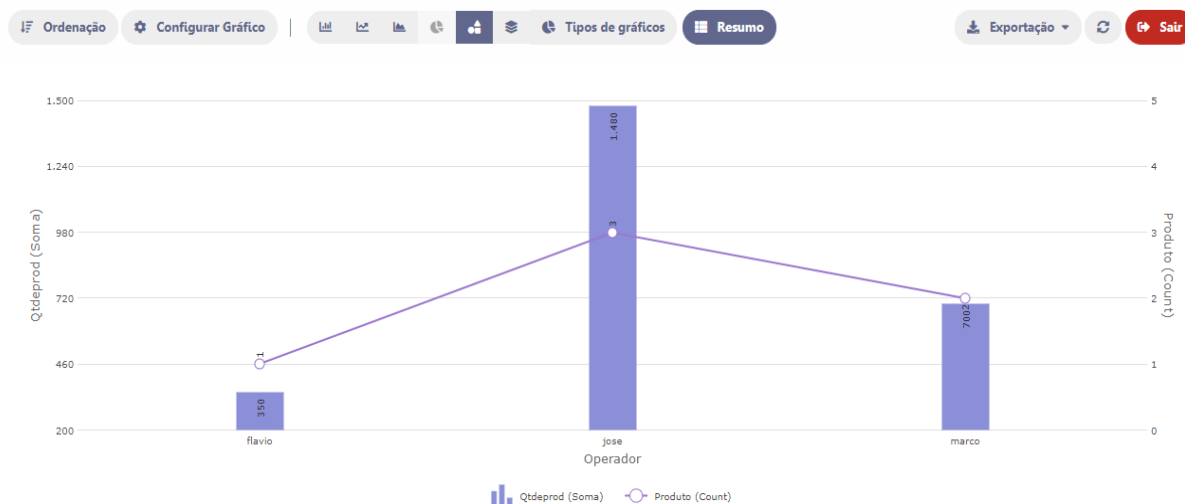 Ordenação Configurar Gráfico Tipos de gráficos Resumo Exportação Sair
1.500 5
1.240 4
980 3
720 2
460 1
200 0
Qtdeprod (Soma)
Produto (Count)
350
1.480
700
1
3
2
flavio jose marco
Operador
Qtdeprod (Soma) Produto (Count)